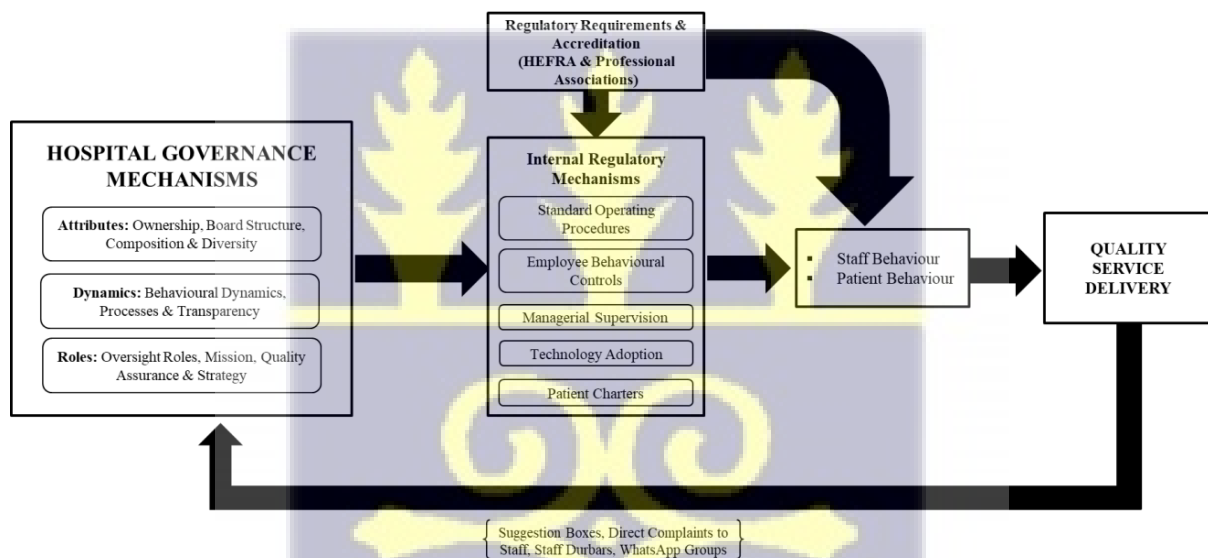 Regulatory Requirements &
Accreditation
(HEFRA & Professional
Associations)
HOSPITAL GOVERNANCE
MECHANISMS
Attributes: Ownership, Board Structure,
Composition & Diversity
Dynamics: Behavioural Dynamics,
Processes & Transparency
Roles: Oversight Roles, Mission, Quality
Assurance & Strategy
Internal Regulatory
Mechanisms
Standard Operating
Procedures
Employee Behavioural
Controls
Managerial Supervision
Technology Adoption
Patient Charters
▪ Staff Behaviour
▪ Patient Behaviour
QUALITY
SERVICE
DELIVERY
Suggestion Boxes, Direct Complaints to
Staff, Staff Durbars, WhatsApp Groups